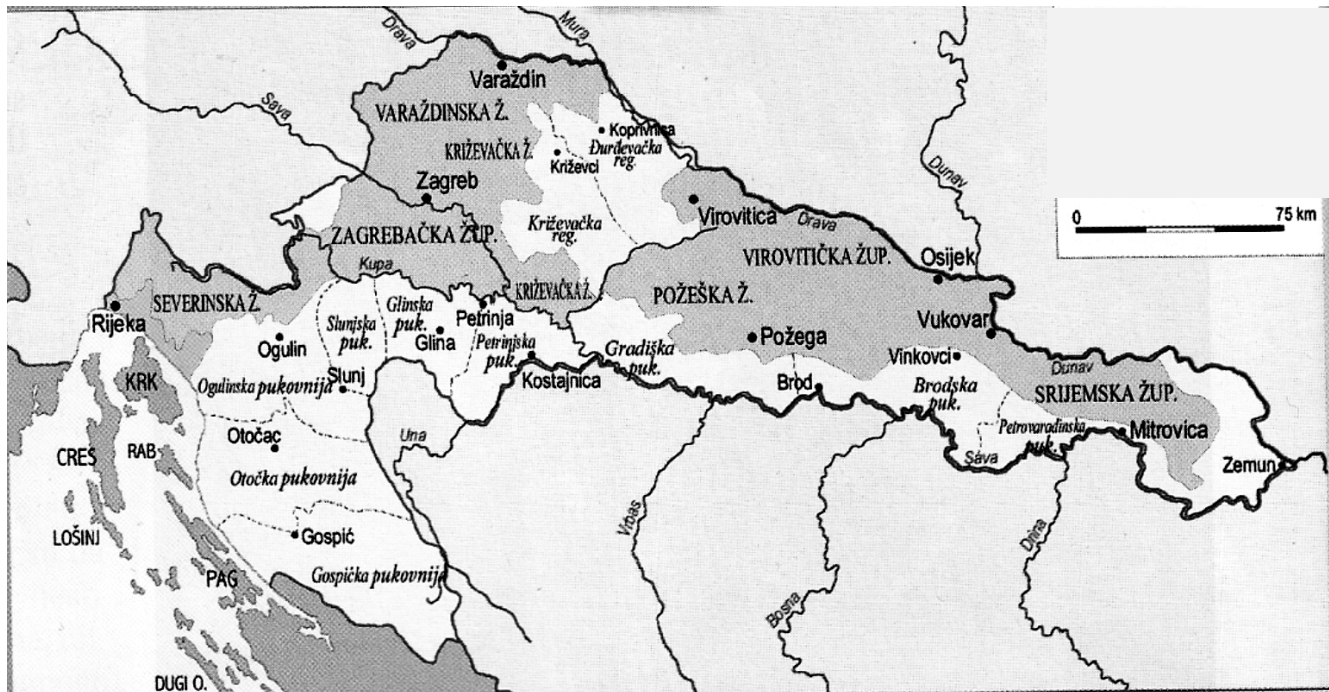 Drava
Mura
Varaždin
VARAŽDINSKA Ž.
Sava
Koprivnica
Đurđevačka
reg.
KRIŽEVAČKA Ž.
Križevci
Dunav
Zagreb
Virovitica
Drava
0 75 km
Križevačka
reg.
ZAGREBAČKA ŽUP.
VIROVITIČKA ŽUP.
Osijek
Kupa
KRIŽEVAČKA Ž.
POŽEŠKA Ž.
SEVERINSKA Ž.
Rijeka
Glinska
puk.
Petrinja
Slunjska
puk.
Glina
Ogulin
Petrinjska
puk.
Gradiška
puk.
Požega
Vukovar
Vinkovci
Kostajnica
Dunav
KRK
Slunj
Ogulinska pukovnija
Brod
Brodska
puk.
SRIJEMSKA ŽUP.
Otočac
Una
Petrovaradinska
puk.
Mitrovica
CRES
RAB
Sava
Zemun
Otočka pukovnija
LOŠINJ
Gospić
Vrbas
Drina
PAG
Gospićka pukovnija
Bosna
DUGI O.